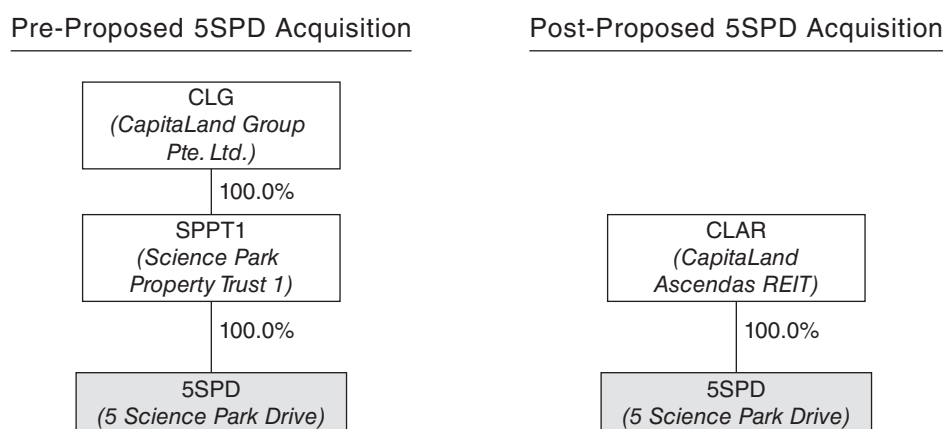 Pre-Proposed 5SPD Acquisition
CLG
(CapitaLand Group
Pte. Ltd.)
100.0%
SPPT1
(Science Park
Property Trust 1)
100.0%
5SPD
(5 Science Park Drive)
Post-Proposed 5SPD Acquisition
CLAR
(CapitaLand
Ascendas REIT)
100.0%
5SPD
(5 Science Park Drive)